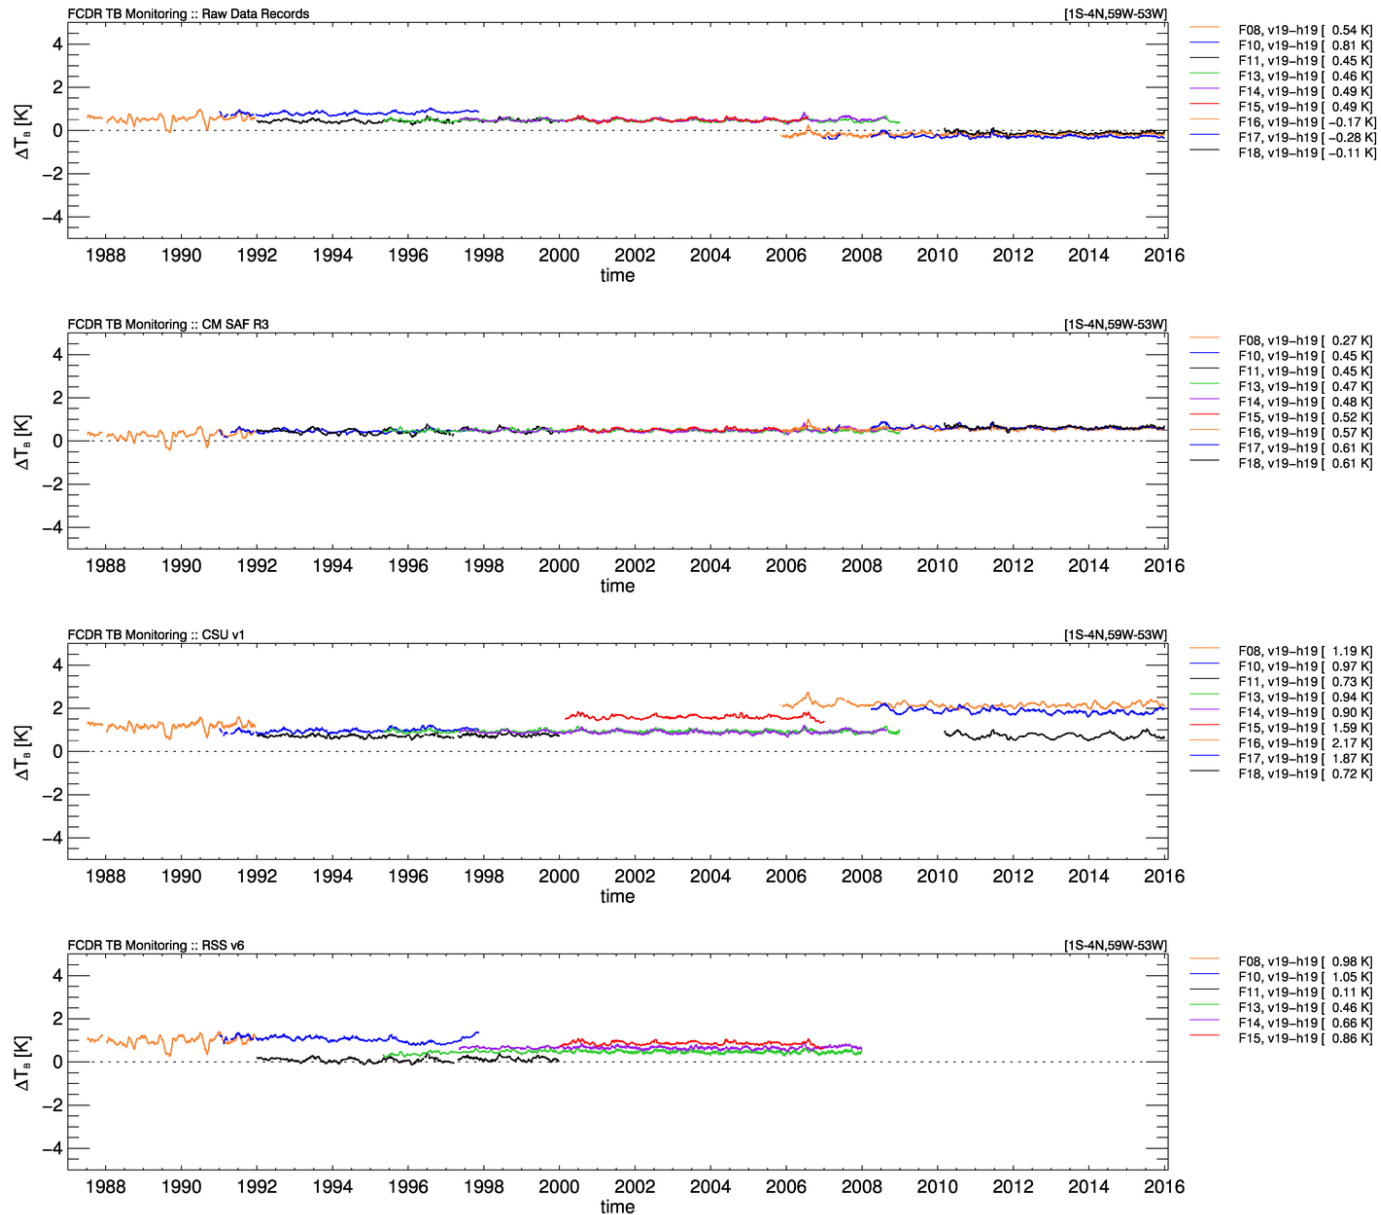 FCDR TB Monitoring :: Raw Data Records [1S-4N,59W-53W]
4
2
0
−2
−4
ΔTB [K]
1988 1990 1992 1994 1996 1998 2000 2002 2004 2006 2008 2010 2012 2014 2016
time
F08, v19-h19 [ 0.54 K]
F10, v19-h19 [ 0.81 K]
F11, v19-h19 [ 0.45 K]
F13, v19-h19 [ 0.46 K]
F14, v19-h19 [ 0.49 K]
F15, v19-h19 [ 0.49 K]
F16, v19-h19 [ −0.17 K]
F17, v19-h19 [ −0.28 K]
F18, v19-h19 [ −0.11 K]
FCDR TB Monitoring :: CM SAF R3 [1S-4N,59W-53W]
4
2
0
−2
−4
ΔTB [K]
1988 1990 1992 1994 1996 1998 2000 2002 2004 2006 2008 2010 2012 2014 2016
time
F08, v19-h19 [ 0.27 K]
F10, v19-h19 [ 0.45 K]
F11, v19-h19 [ 0.45 K]
F13, v19-h19 [ 0.47 K]
F14, v19-h19 [ 0.48 K]
F15, v19-h19 [ 0.52 K]
F16, v19-h19 [ 0.57 K]
F17, v19-h19 [ 0.61 K]
F18, v19-h19 [ 0.61 K]
FCDR TB Monitoring :: CSU v1 [1S-4N,59W-53W]
4
2
0
−2
−4
ΔTB [K]
1988 1990 1992 1994 1996 1998 2000 2002 2004 2006 2008 2010 2012 2014 2016
time
F08, v19-h19 [ 1.19 K]
F10, v19-h19 [ 0.97 K]
F11, v19-h19 [ 0.73 K]
F13, v19-h19 [ 0.94 K]
F14, v19-h19 [ 0.90 K]
F15, v19-h19 [ 1.59 K]
F16, v19-h19 [ 2.17 K]
F17, v19-h19 [ 1.87 K]
F18, v19-h19 [ 0.72 K]
FCDR TB Monitoring :: RSS v6 [1S-4N,59W-53W]
4
2
0
−2
−4
ΔTB [K]
1988 1990 1992 1994 1996 1998 2000 2002 2004 2006 2008 2010 2012 2014 2016
time
F08, v19-h19 [ 0.98 K]
F10, v19-h19 [ 1.05 K]
F11, v19-h19 [ 0.11 K]
F13, v19-h19 [ 0.46 K]
F14, v19-h19 [ 0.66 K]
F15, v19-h19 [ 0.86 K]